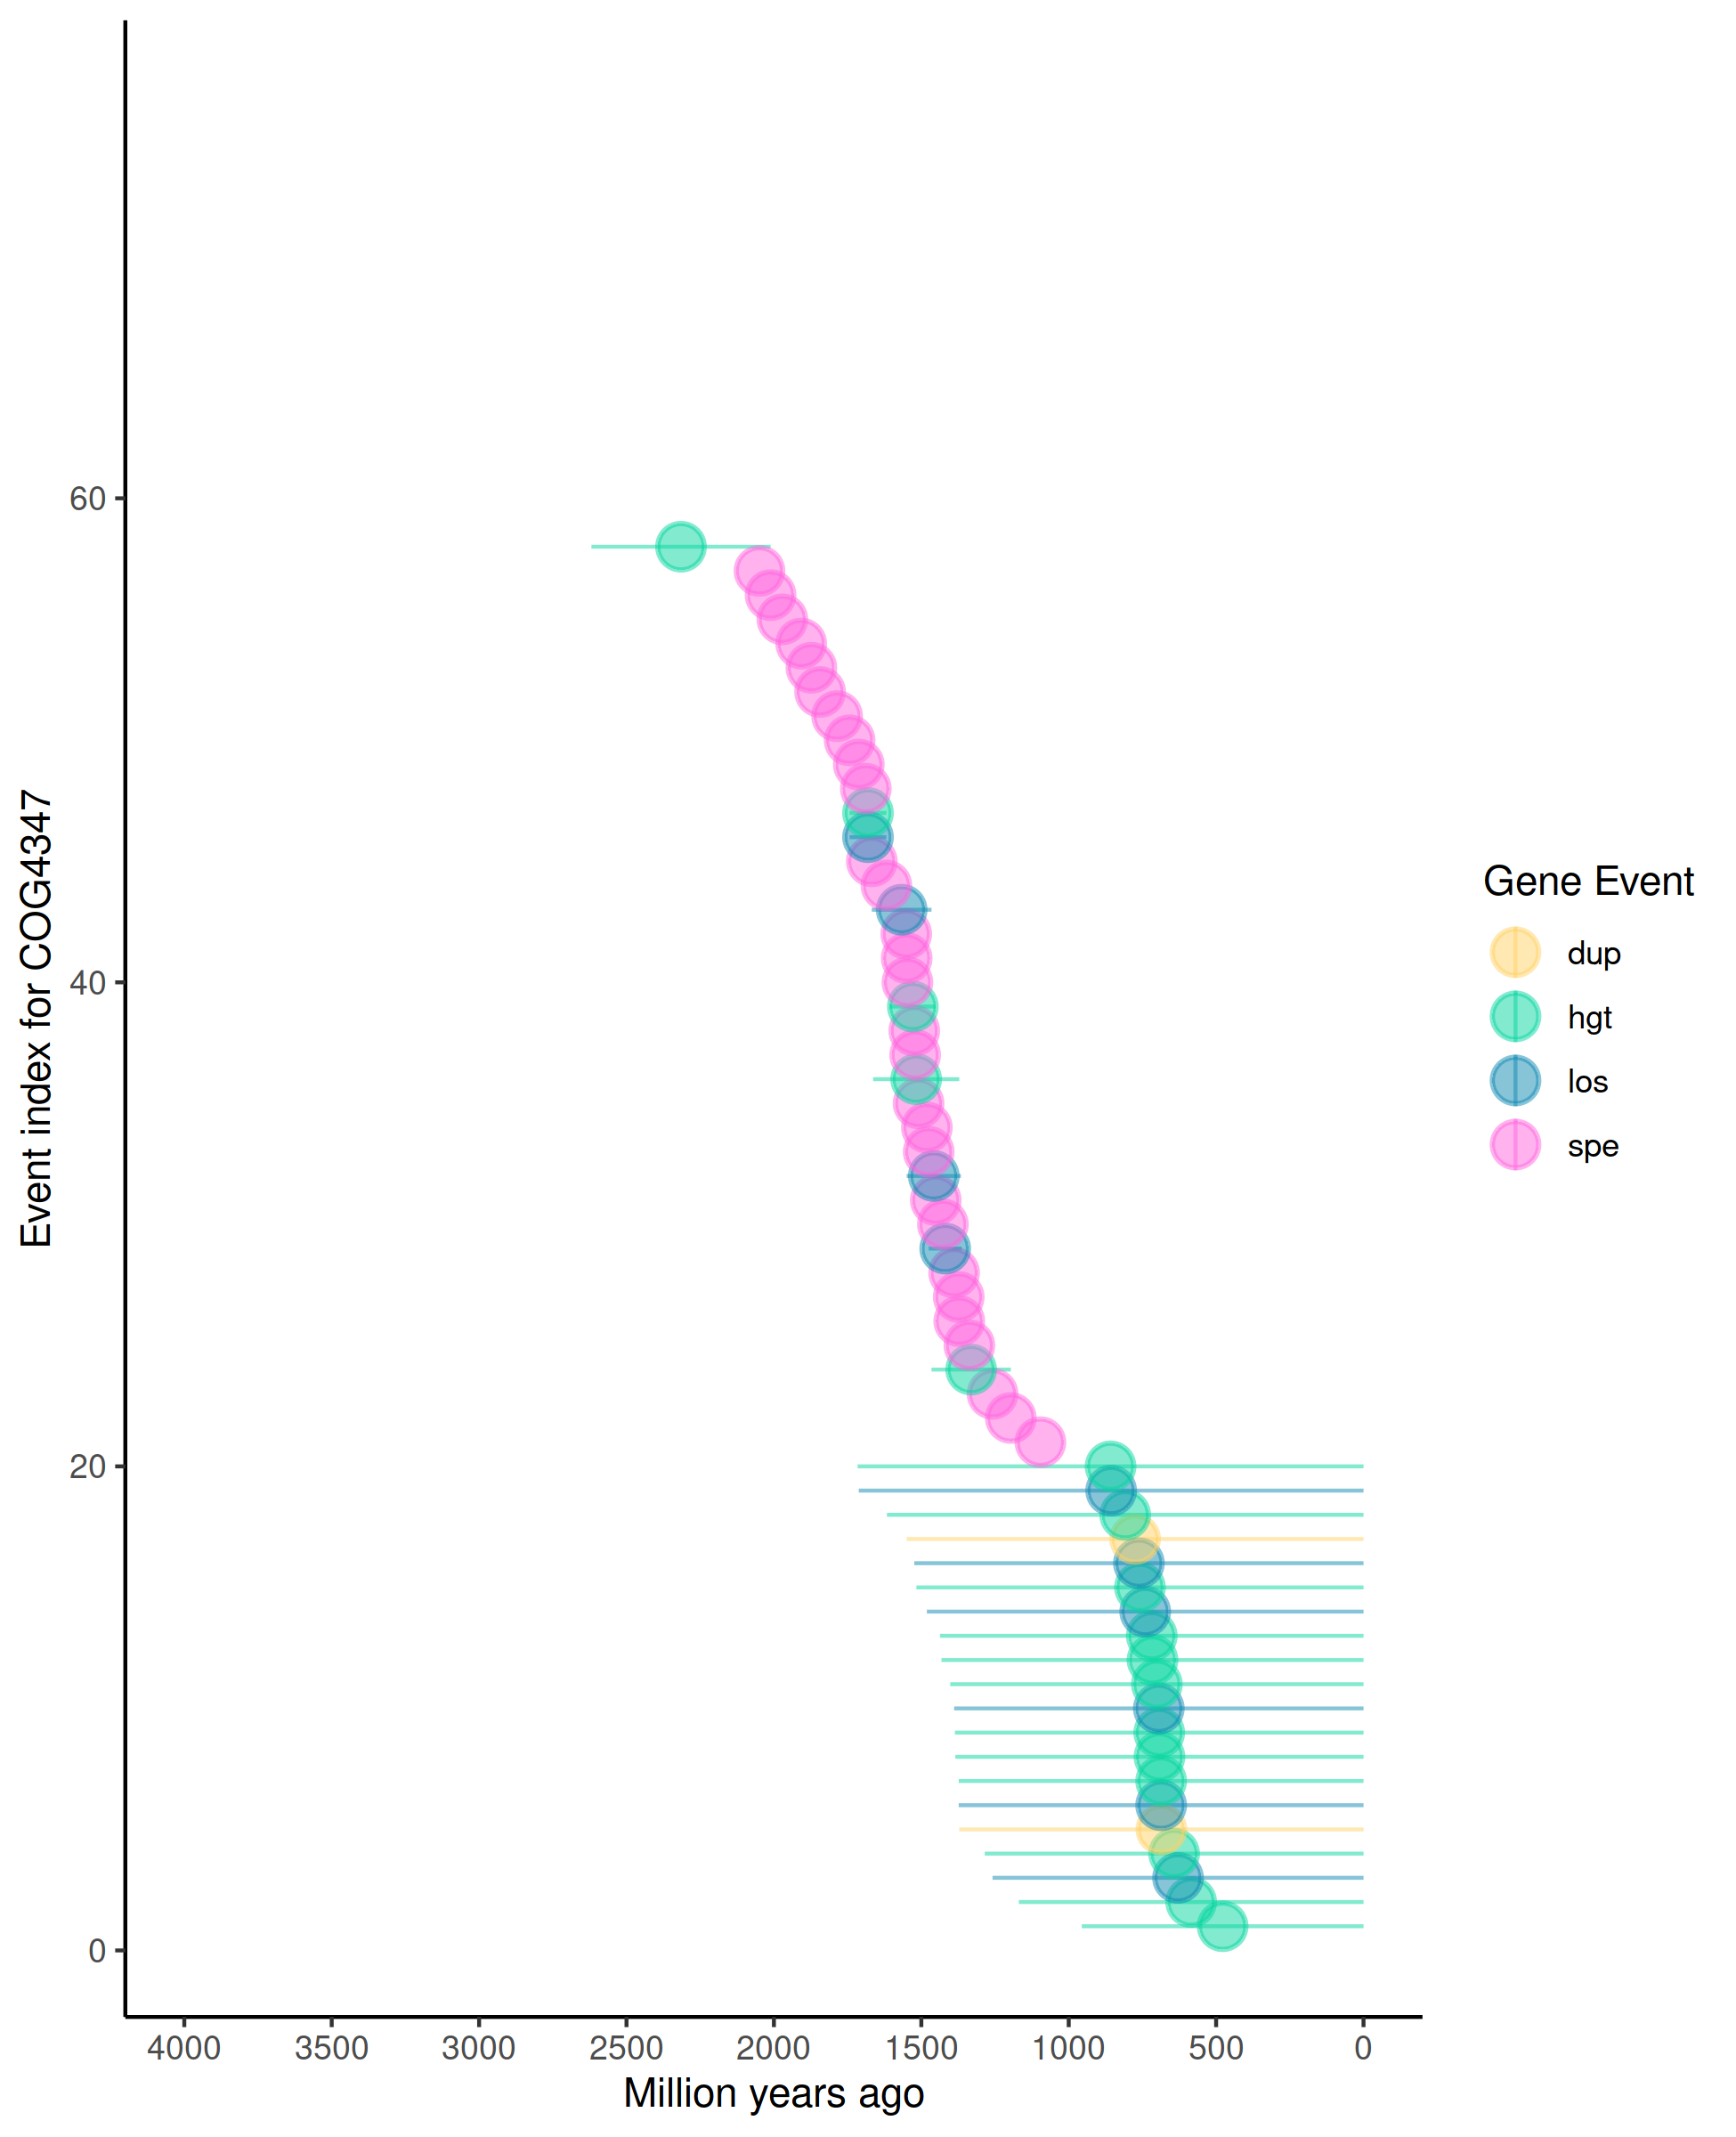 Event index for COG4347
60
40
20
0
4000 3500 3000 2500 2000 1500 1000 500 0
Million years ago
Gene Event
dup
hgt
los
spe